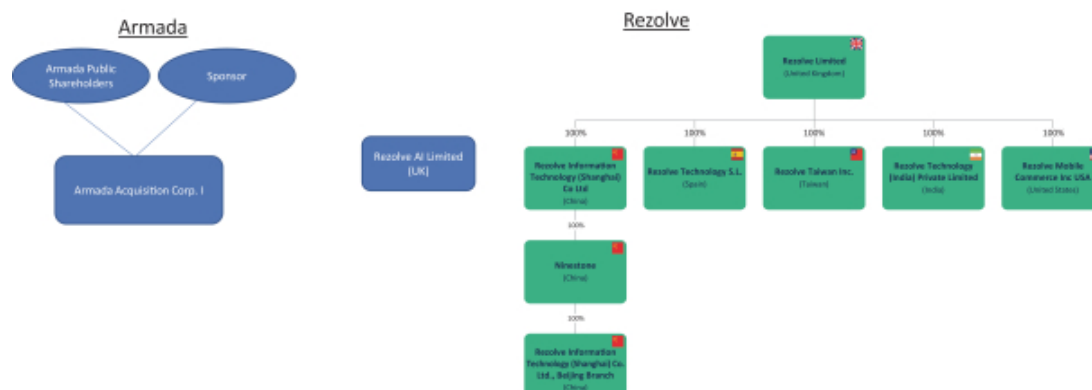 Armada
Rezolve
Armada Public
Shareholders
Sponsor
Armada Acquisition Corp. I
Rezolve AI Limited
(UK)
Rezolve Limited
(United Kingdom)
100%
100%
100%
100%
100%
Rezolve Information
Technology (Shanghai)
Co Ltd
(China)
Rezolve Technology S.L.
(Spain)
Rezolve Taiwan Inc.
(Taiwan)
Rezolve Technology
(India) Private Limited
(India)
Rezolve Mobile
Commerce Inc USA
(United States)
100%
Ninestone
(China)
100%
Rezolve Information
Technology (Shanghai) Co.
Ltd., Beijing Branch
(China)